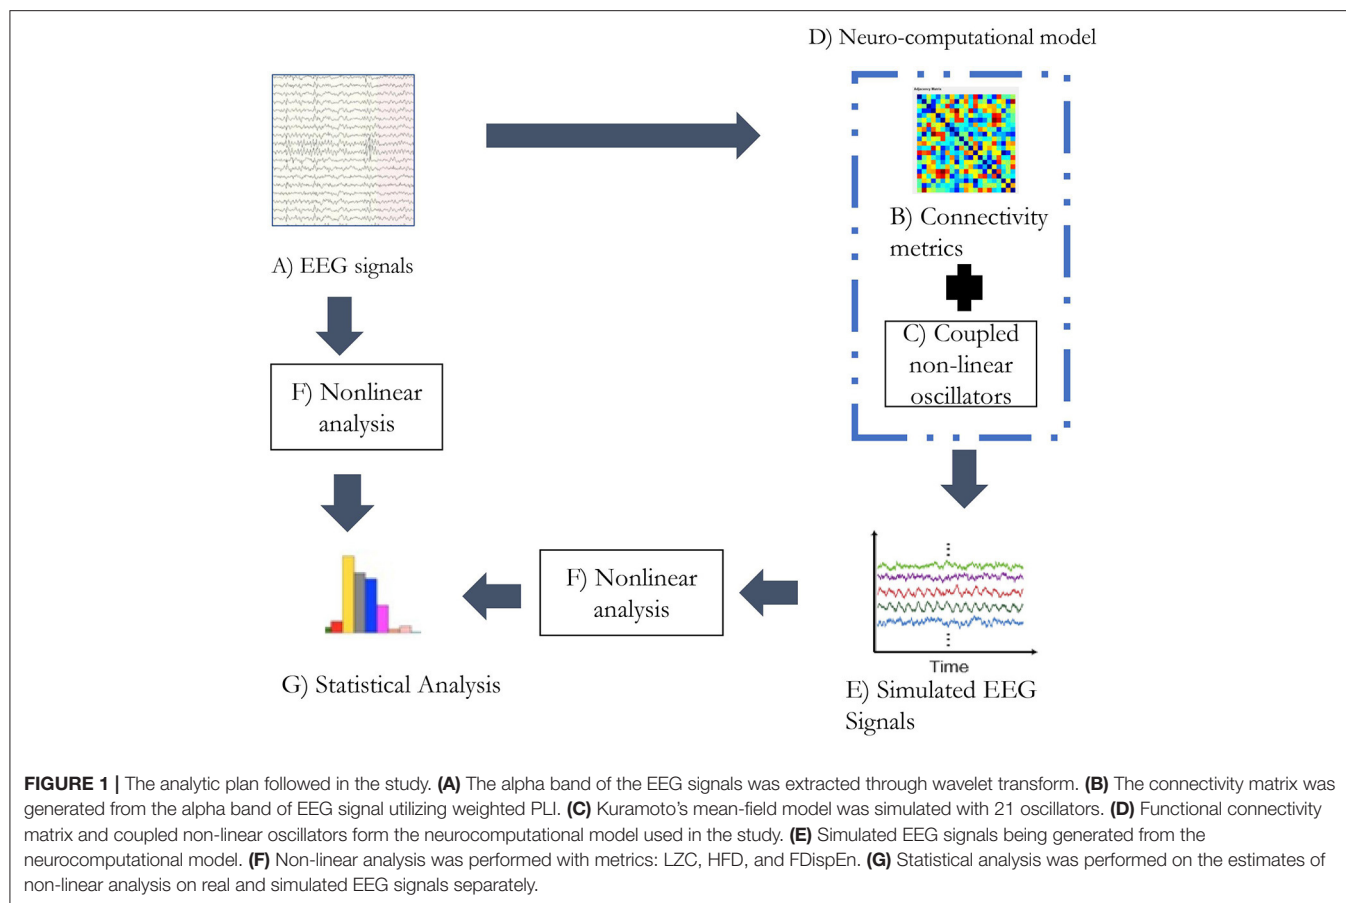 D) Neuro-computational model
Adjacency Matrix
B) Connectivity
metrics
A) EEG signals
C) Coupled
non-linear
oscillators
F) Nonlinear
analysis
F) Nonlinear
analysis
Time
G) Statistical Analysis
E) Simulated EEG
Signals
FIGURE 1 | The analytic plan followed in the study. (A) The alpha band of the EEG signals was extracted through wavelet transform. (B) The connectivity matrix was
generated from the alpha band of EEG signal utilizing weighted PLI. (C) Kuramoto's mean-field model was simulated with 21 oscillators. (D) Functional connectivity
matrix and coupled non-linear oscillators form the neurocomputational model used in the study. (E) Simulated EEG signals being generated from the
neurocomputational model. (F) Non-linear analysis was performed with metrics: LZC, HFD, and FDispEn. (G) Statistical analysis was performed on the estimates of
non-linear analysis on real and simulated EEG signals separately.